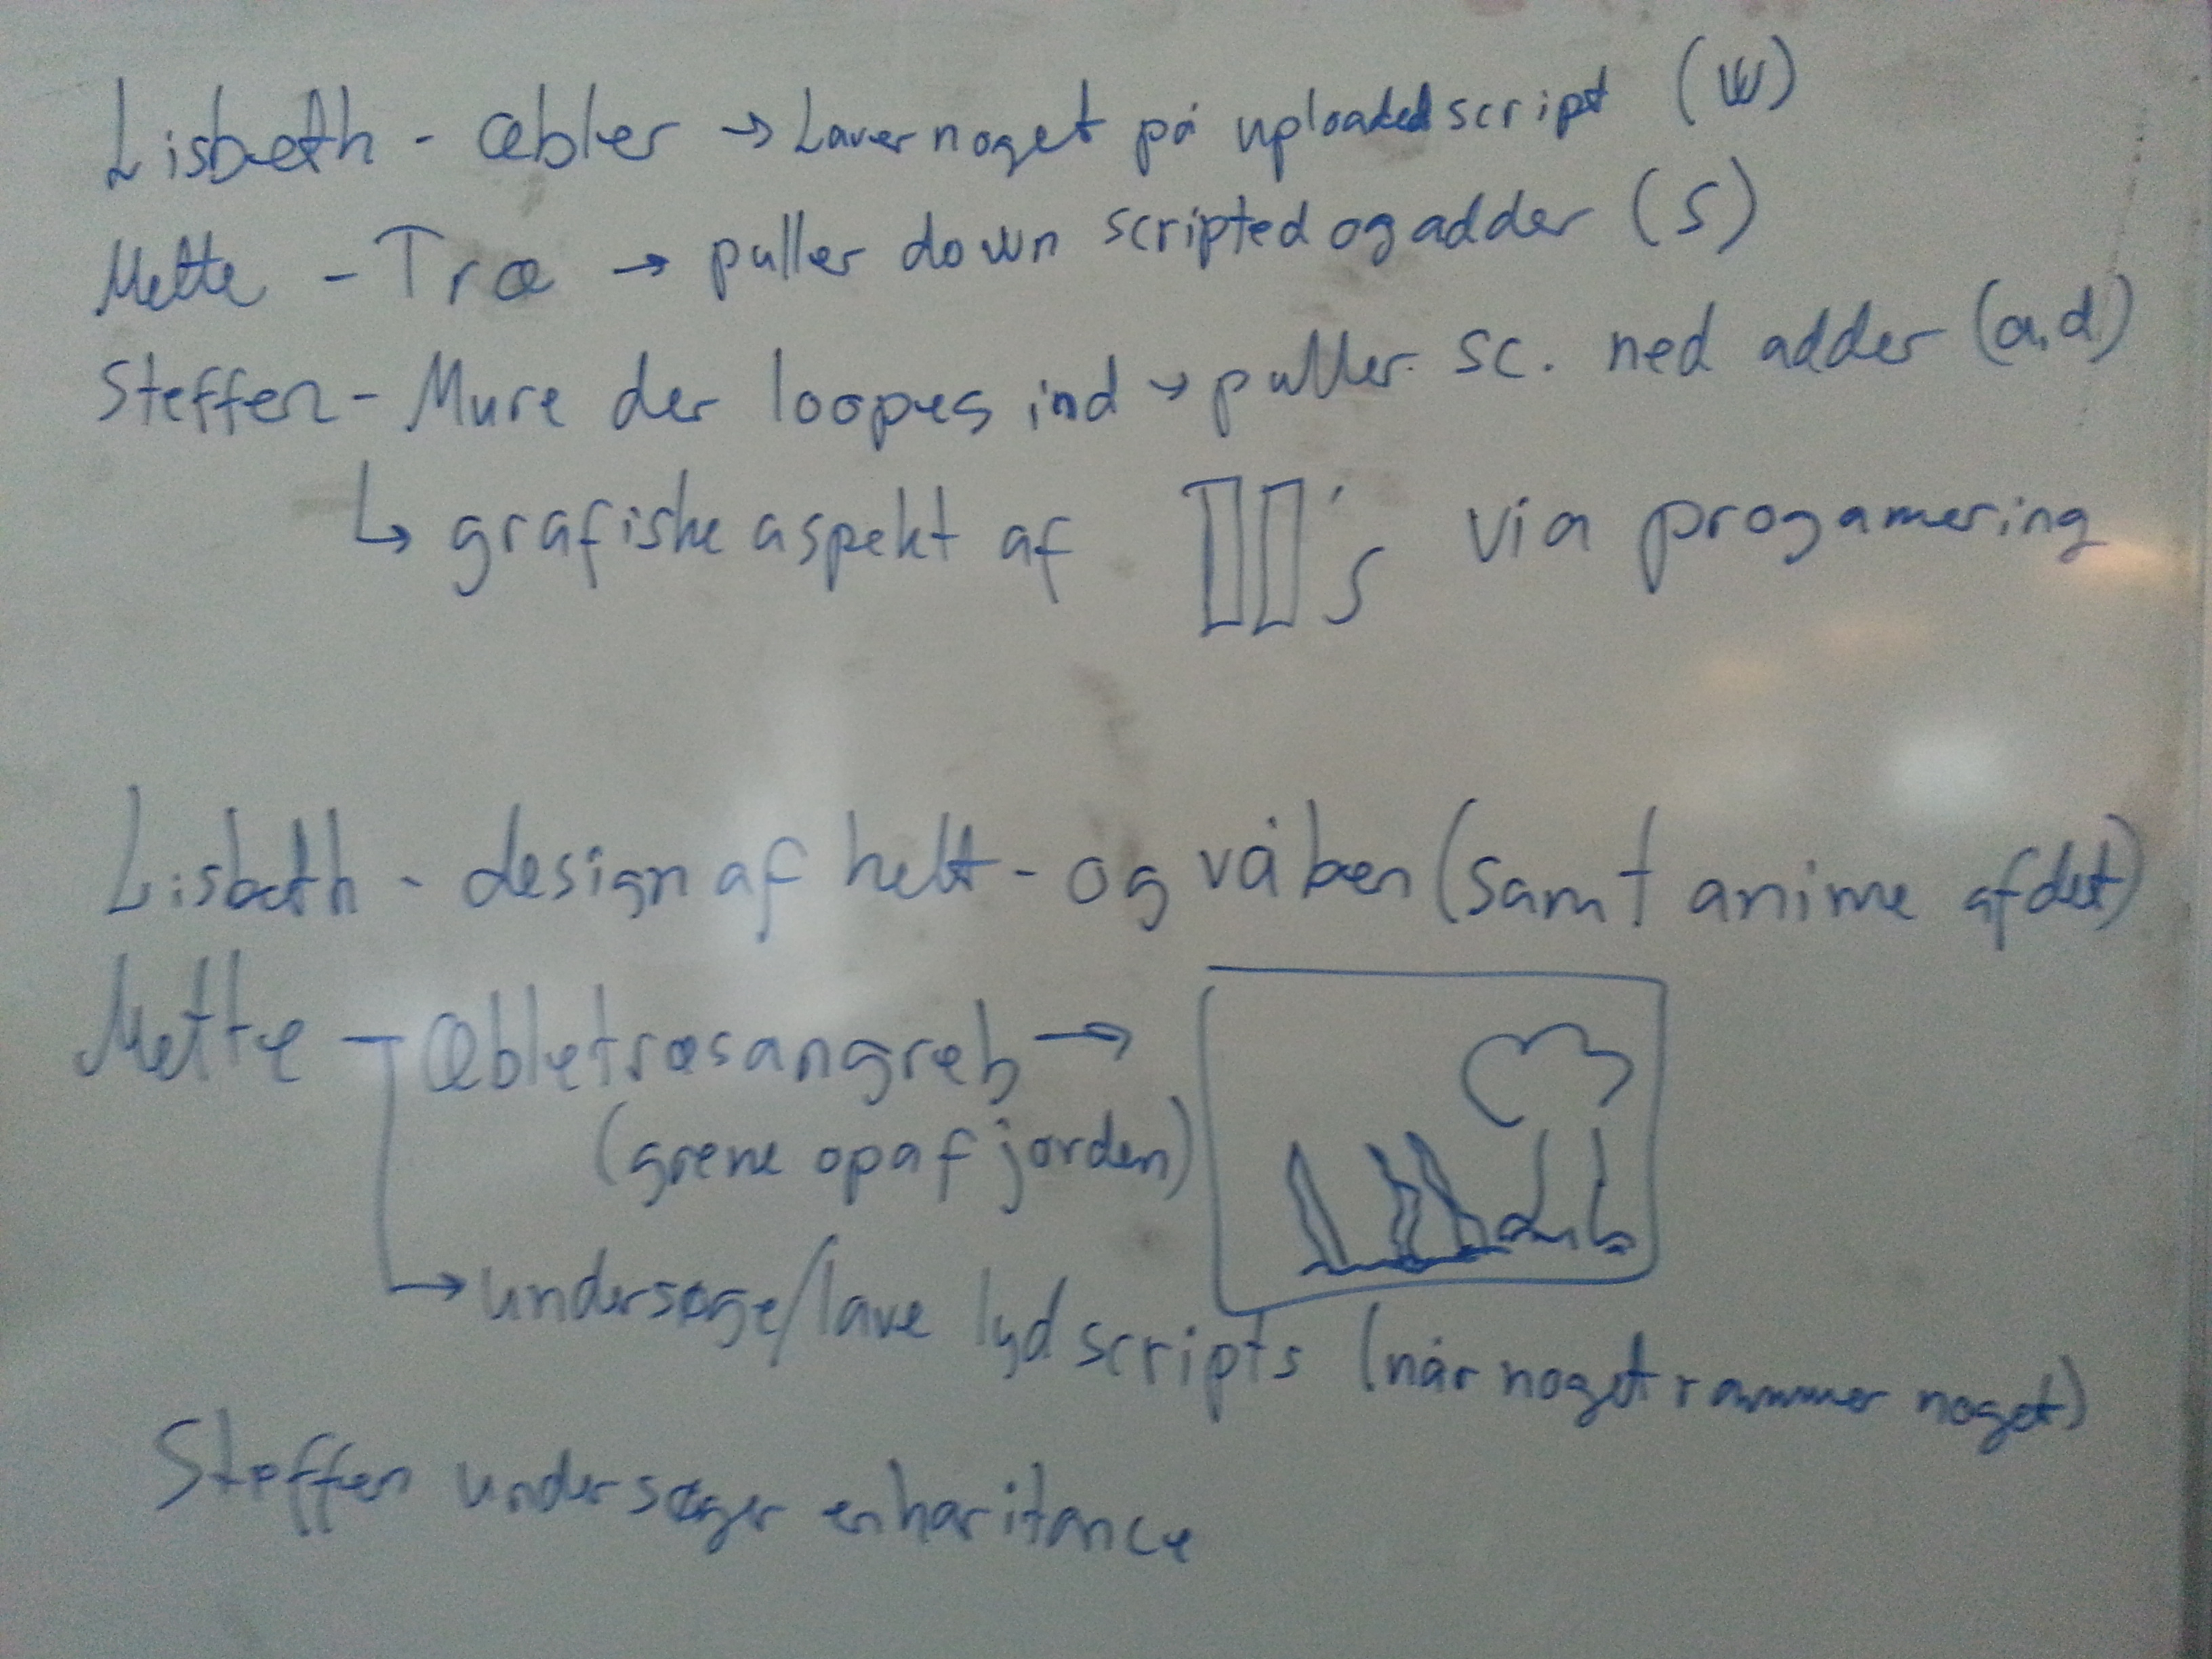 Lisbeth - æbler → Laver noget på uploaded script (W)
Mette - Træ → puller down scripted og adder (S)
Steffen - Mure der loopes ind → puller sc. ned adder (a,d)
↳ grafiske aspekt af 's via progamering
Lisbeth - design af helt - og våben (samt anime af det)
Mette - æbletræsangreb →
(grene op af jorden)
→ undersøge/lave lyd scripts (når noget rammer noget)
Steffen undersøger enharitance